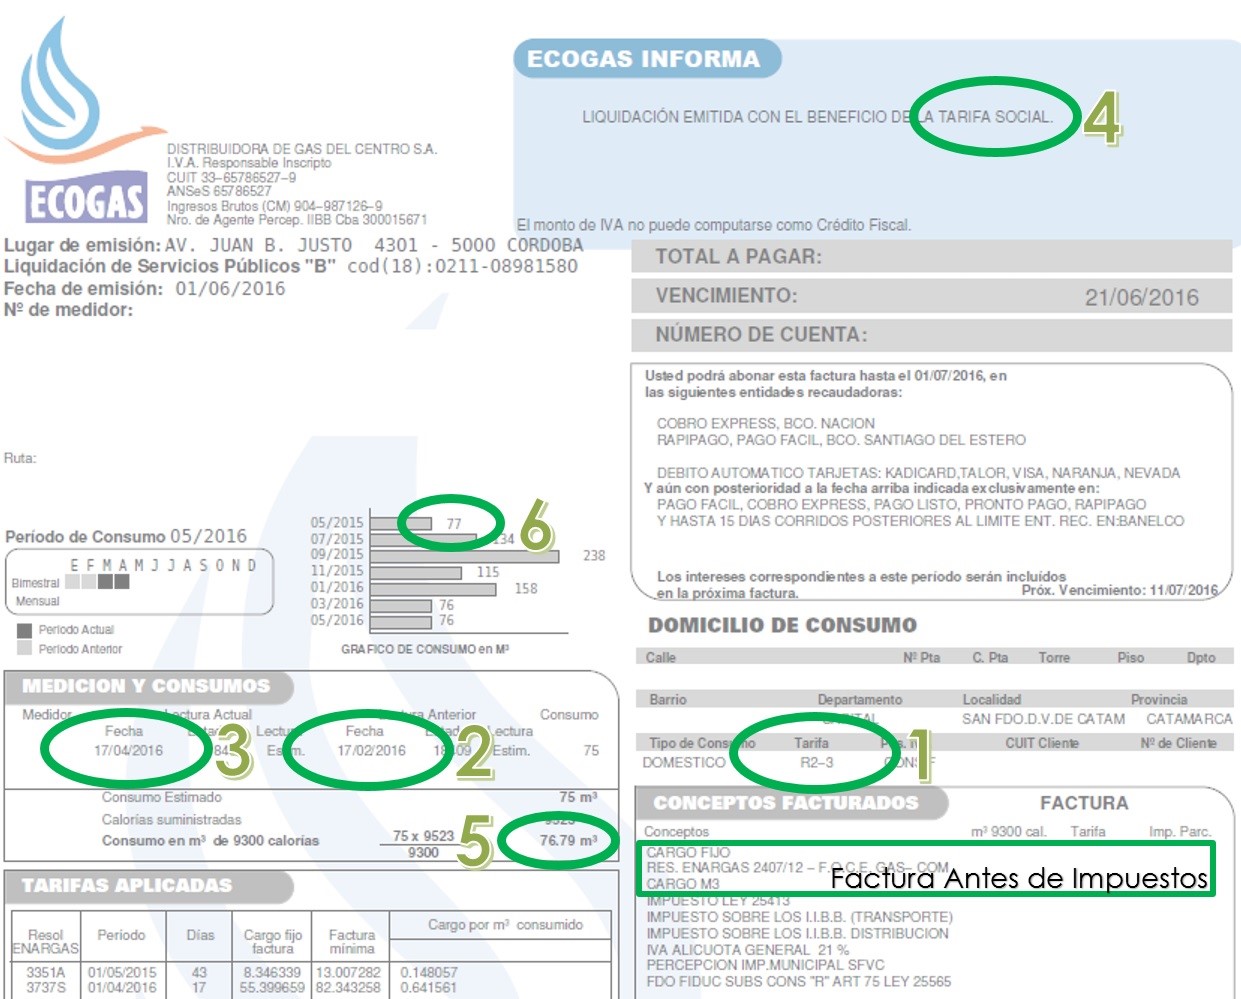 ECOGAS INFORMA
LIQUIDACIÓN EMITIDA CON EL BENEFICIO DE LA TARIFA SOCIAL.
4
ECOGAS
DISTRIBUIDORA DE GAS DEL CENTRO S.A.
I.V.A. Responsable Inscripto
CUIT 33-65786527-9
ANSeS 65786527
Ingresos Brutos (CM) 904-987126-9
Nro. de Agente Percep. IIBB Cba 300015671
El monto de IVA no puede computarse como Crédito Fiscal.
Lugar de emisión: AV. JUAN B. JUSTO 4301 - 5000 CORDOBA
Liquidación de Servicios Públicos "B" cod(18):0211-08981580
Fecha de emisión: 01/06/2016
Nº de medidor:
TOTAL A PAGAR:
VENCIMIENTO: 21/06/2016
NÚMERO DE CUENTA:
Usted podrá abonar esta factura hasta el 01/07/2016, en
las siguientes entidades recaudadoras:
COBRO EXPRESS, BCO. NACION
RAPIPAGO, PAGO FACIL, BCO. SANTIAGO DEL ESTERO
DEBITO AUTOMATICO TARJETAS: KADICARD,TALOR, VISA, NARANJA, NEVADA
Y aún con posterioridad a la fecha arriba indicada exclusivamente en:
PAGO FACIL, COBRO EXPRESS, PAGO LISTO, PRONTO PAGO, RAPIPAGO
Y HASTA 15 DIAS CORRIDOS POSTERIORES AL LIMITE ENT. REC. EN:BANELCO
Los intereses correspondientes a este período serán incluídos
en la próxima factura. Próx. Vencimiento: 11/07/2016
Ruta:
Período de Consumo 05/2016
E F M A M J J A S O N D
Bimestral
Mensual
Periodo Actual
Periodo Anterior
05/2015 77
6
07/2015 134
09/2015 238
11/2015 115
01/2016 158
03/2016 76
05/2016 76
GRAFICO DE CONSUMO en M³
DOMICILIO DE CONSUMO
Calle Nº Pta C. Pta Torre Piso Dpto
Barrio Departamento Localidad Provincia
SAN FDO.D.V.DE CATAM CATAMARCA
Tipo de Consumo Tarifa CUIT Cliente Nº de Cliente
DOMESTICO R2-3
1
MEDICION Y CONSUMOS
Medidor Lectura Actual Lectura Anterior Consumo
Fecha Estado Lectura Fecha Estado Lectura
17/04/2016 Estim. 17/02/2016 Estim. 75
3
2
Consumo Estimado 75 m³
Calorías suministradas 9523
Consumo en m³ de 9300 calorías 75 x 9523 76.79 m³
9300
5
CONCEPTOS FACTURADOS FACTURA
Conceptos m³ 9300 cal. Tarifa Imp. Parc.
CARGO FIJO
RES. ENARGAS 2407/12 - F.O.C.E. GAS- COM
CARGO M3
Factura Antes de Impuestos
IMPUESTO LEY 25413
IMPUESTO SOBRE LOS I.I.B.B. (TRANSPORTE)
IMPUESTO SOBRE LOS I.I.B.B. DISTRIBUCION
IVA ALICUOTA GENERAL 21 %
PERCEPCION IMP.MUNICIPAL SFVC
FDO FIDUC SUBS CONS "R" ART 75 LEY 25565
TARIFAS APLICADAS
Resol ENARGAS Periodo Días Cargo fijo factura Factura mínima Cargo por m³ consumido
3351A 01/05/2015 43 8.346339 13.007282 0.148057
3737S 01/04/2016 17 55.399659 82.343258 0.641561